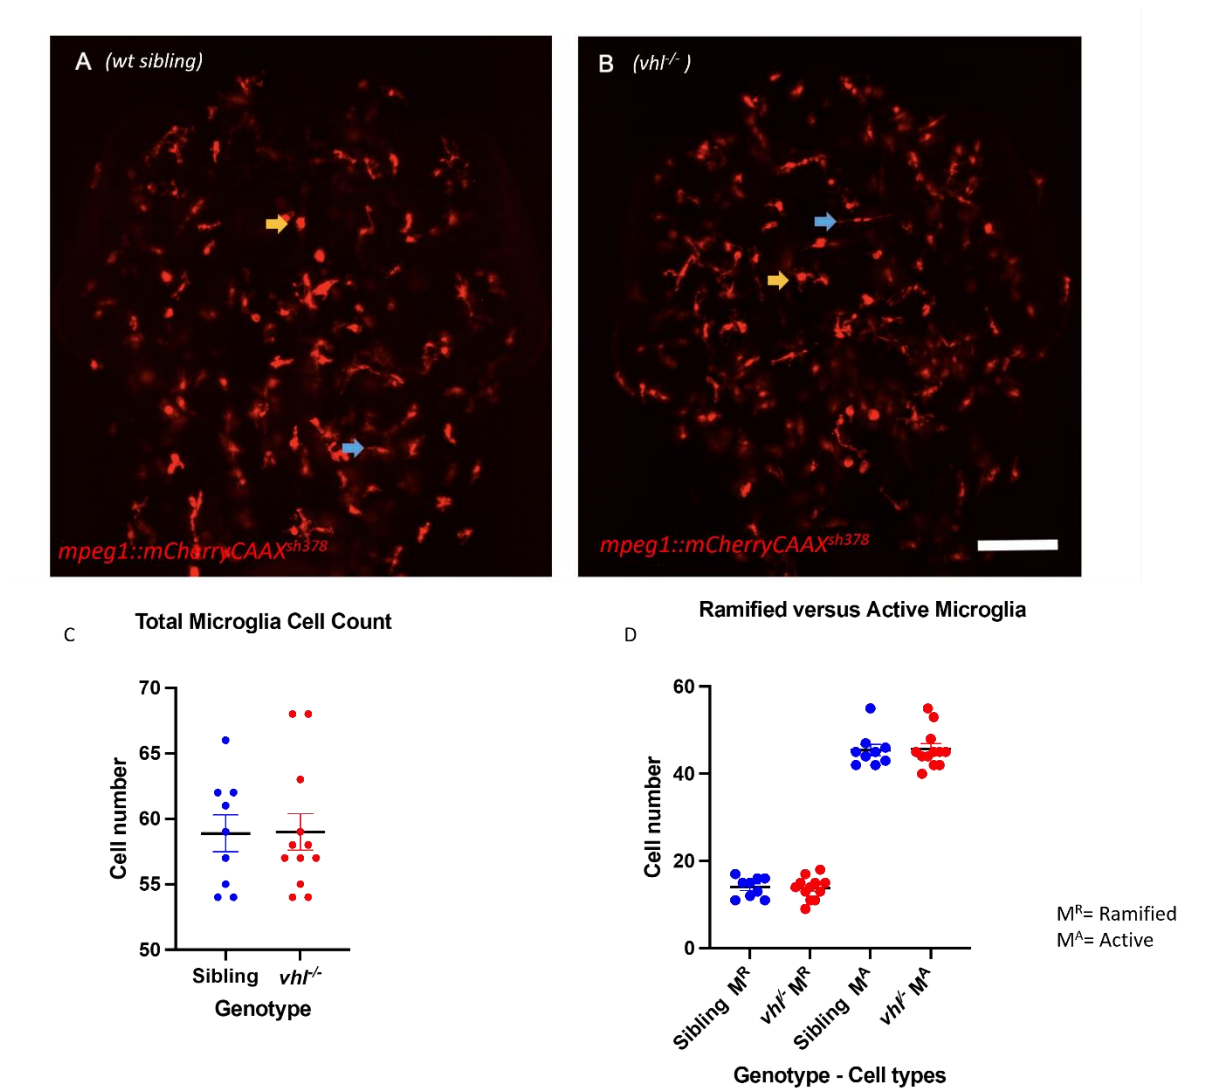 A (wt sibling)
B (vhl-/- )
mpeg1::mCherryCAAXsh378
mpeg1::mCherryCAAXsh378
Total Microglia Cell Count
C
70
65
60
55
50
Cell number
Sibling vhl-/-
Genotype
Ramified versus Active Microglia
D
60
40
20
0
Cell number
Sibling MR
vhl/- MR
Sibling MA
vhl/- MA
Genotype - Cell types
MR= Ramified
MA= Active